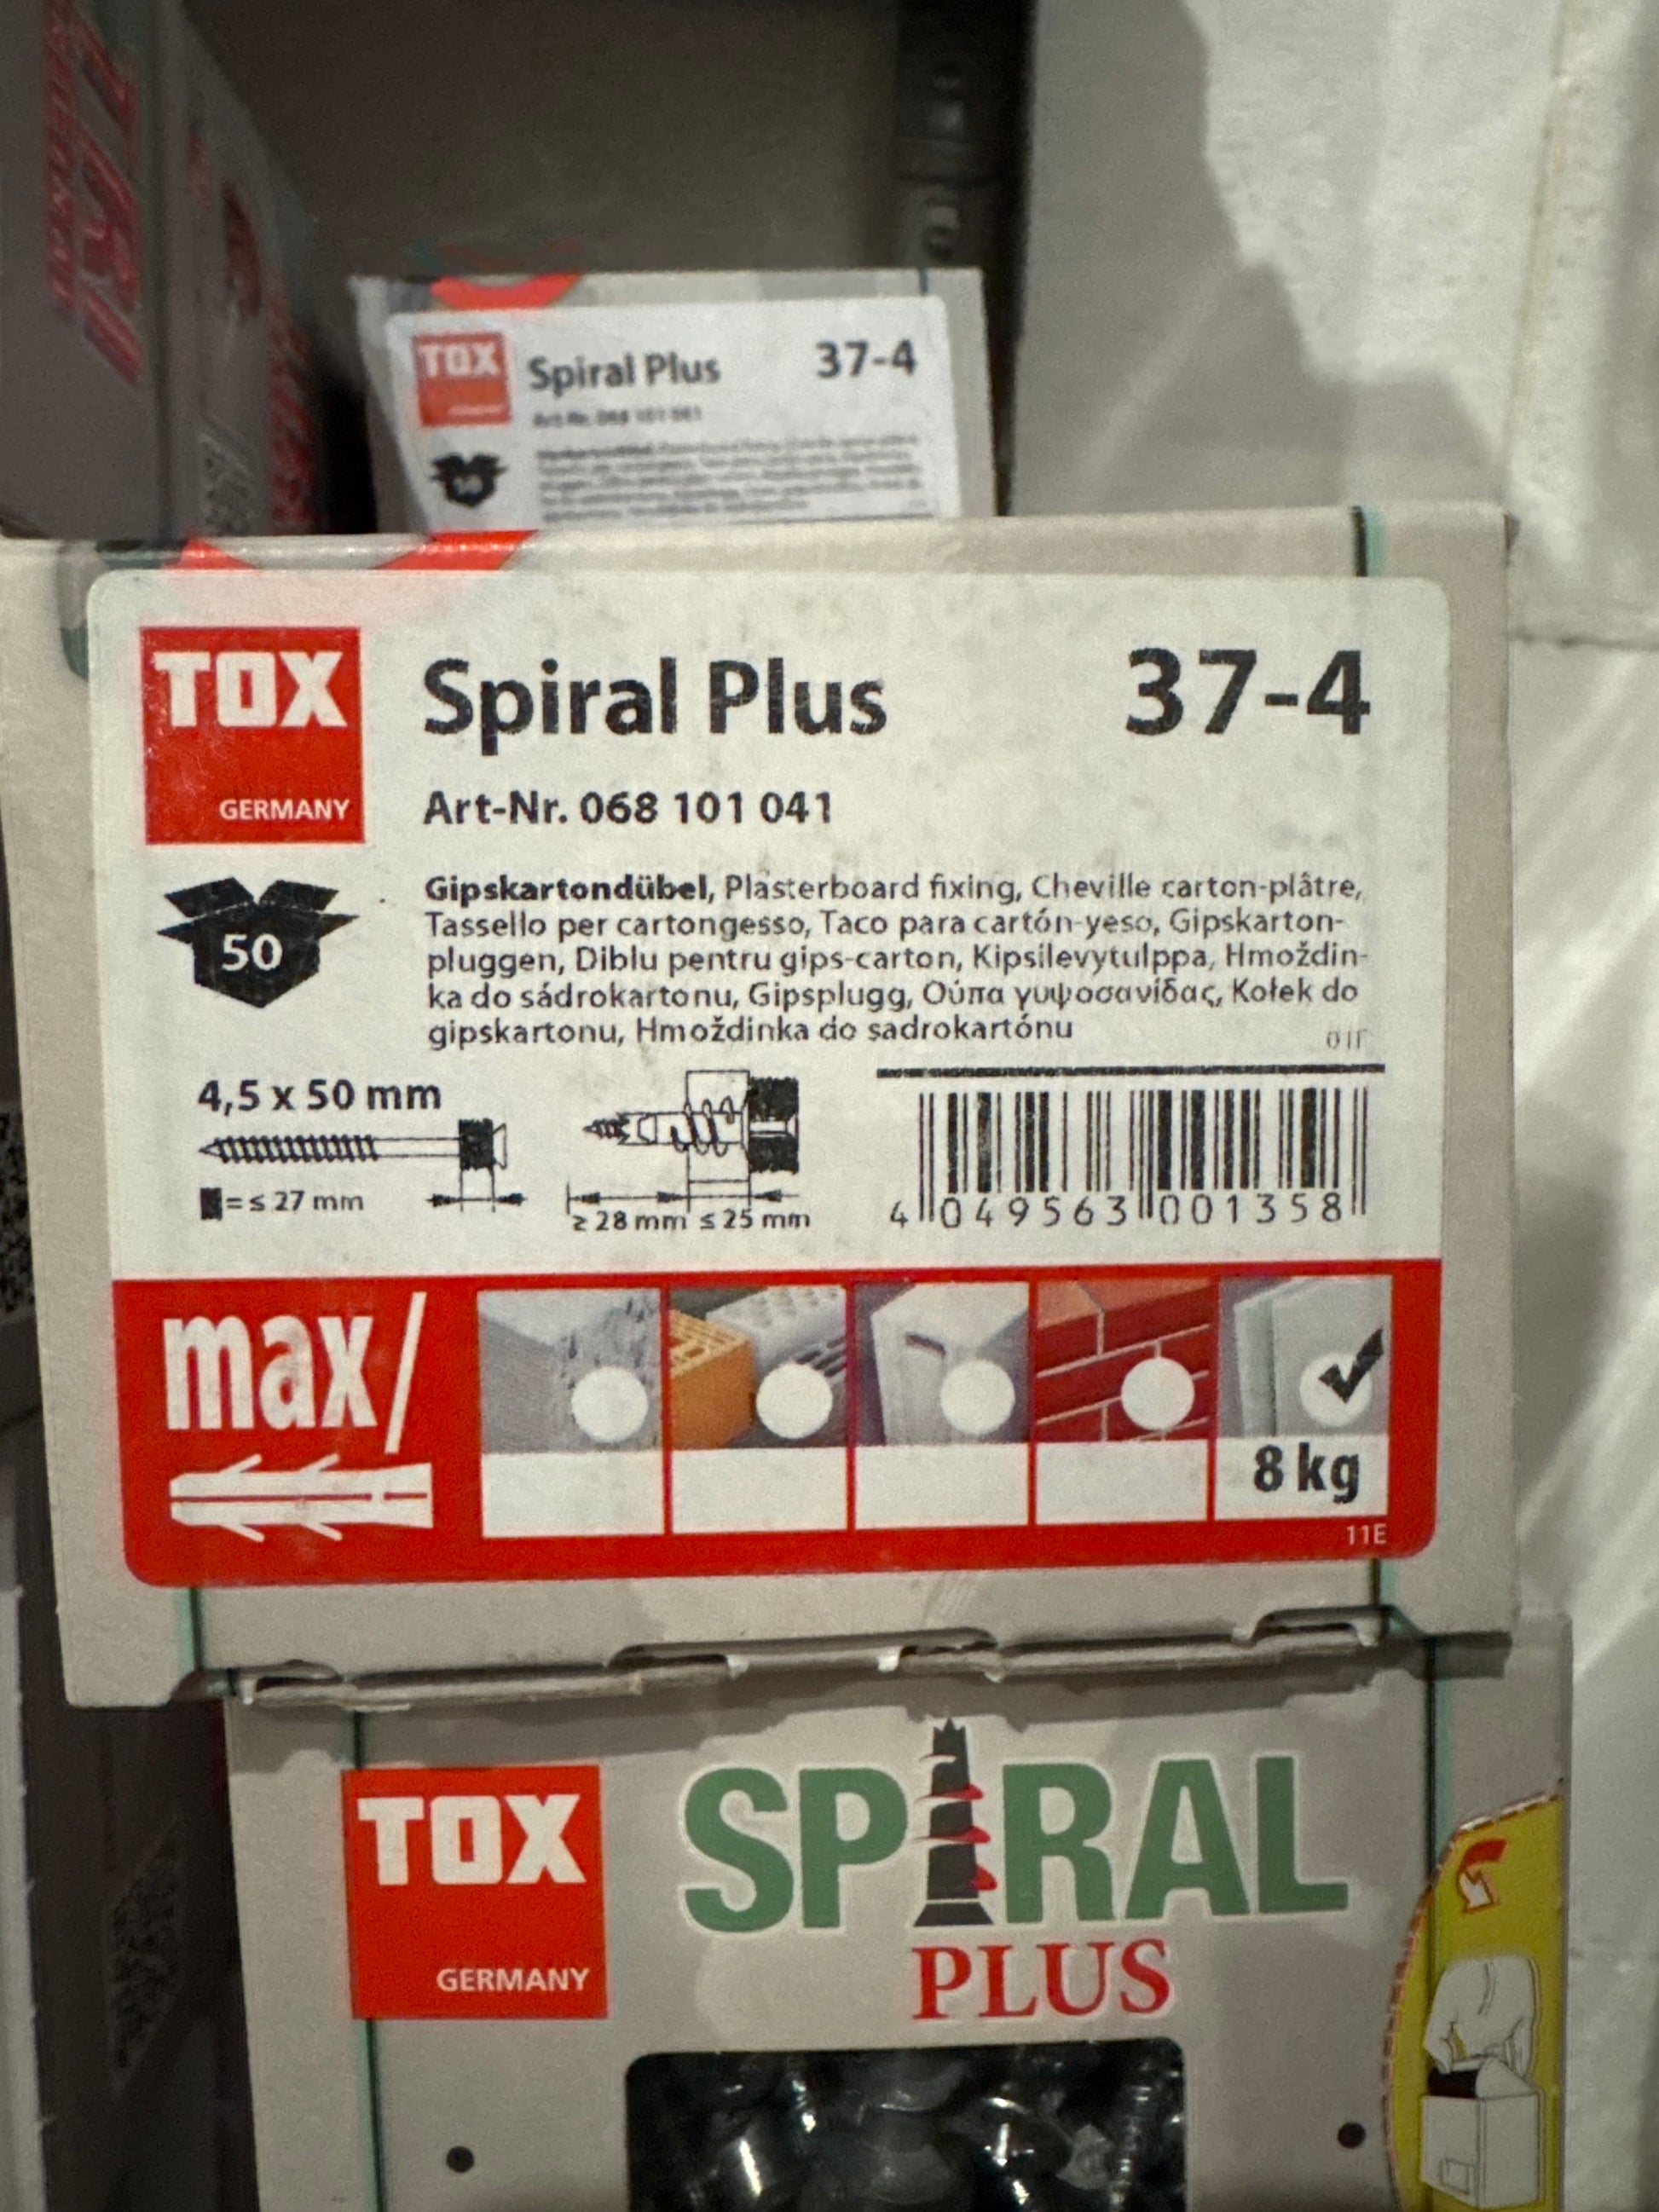 TOX
Spiral Plus
37-4
TOX
GERMANY
Spiral Plus
37-4
Art-Nr. 068 101 041
50
Gipskartondübel, Plasterboard fixing, Cheville carton-plâtre,
Tassello per cartongesso, Taco para cartón-yeso, Gipskarton-
pluggen, Diblu pentru gips-carton, Kipsilevytulppa, Hmoždin-
ka do sádrokartonu, Gipsplugg, Ούπα γυψοσανίδας, Kołek do
gipskartonu, Hmoždinka do sadrokartónu
4,5 x 50 mm
= ≤ 27 mm
≥ 28 mm ≤ 25 mm
4 049563 001358
max/
8 kg
11E
TOX
GERMANY
SPIRAL
PLUS